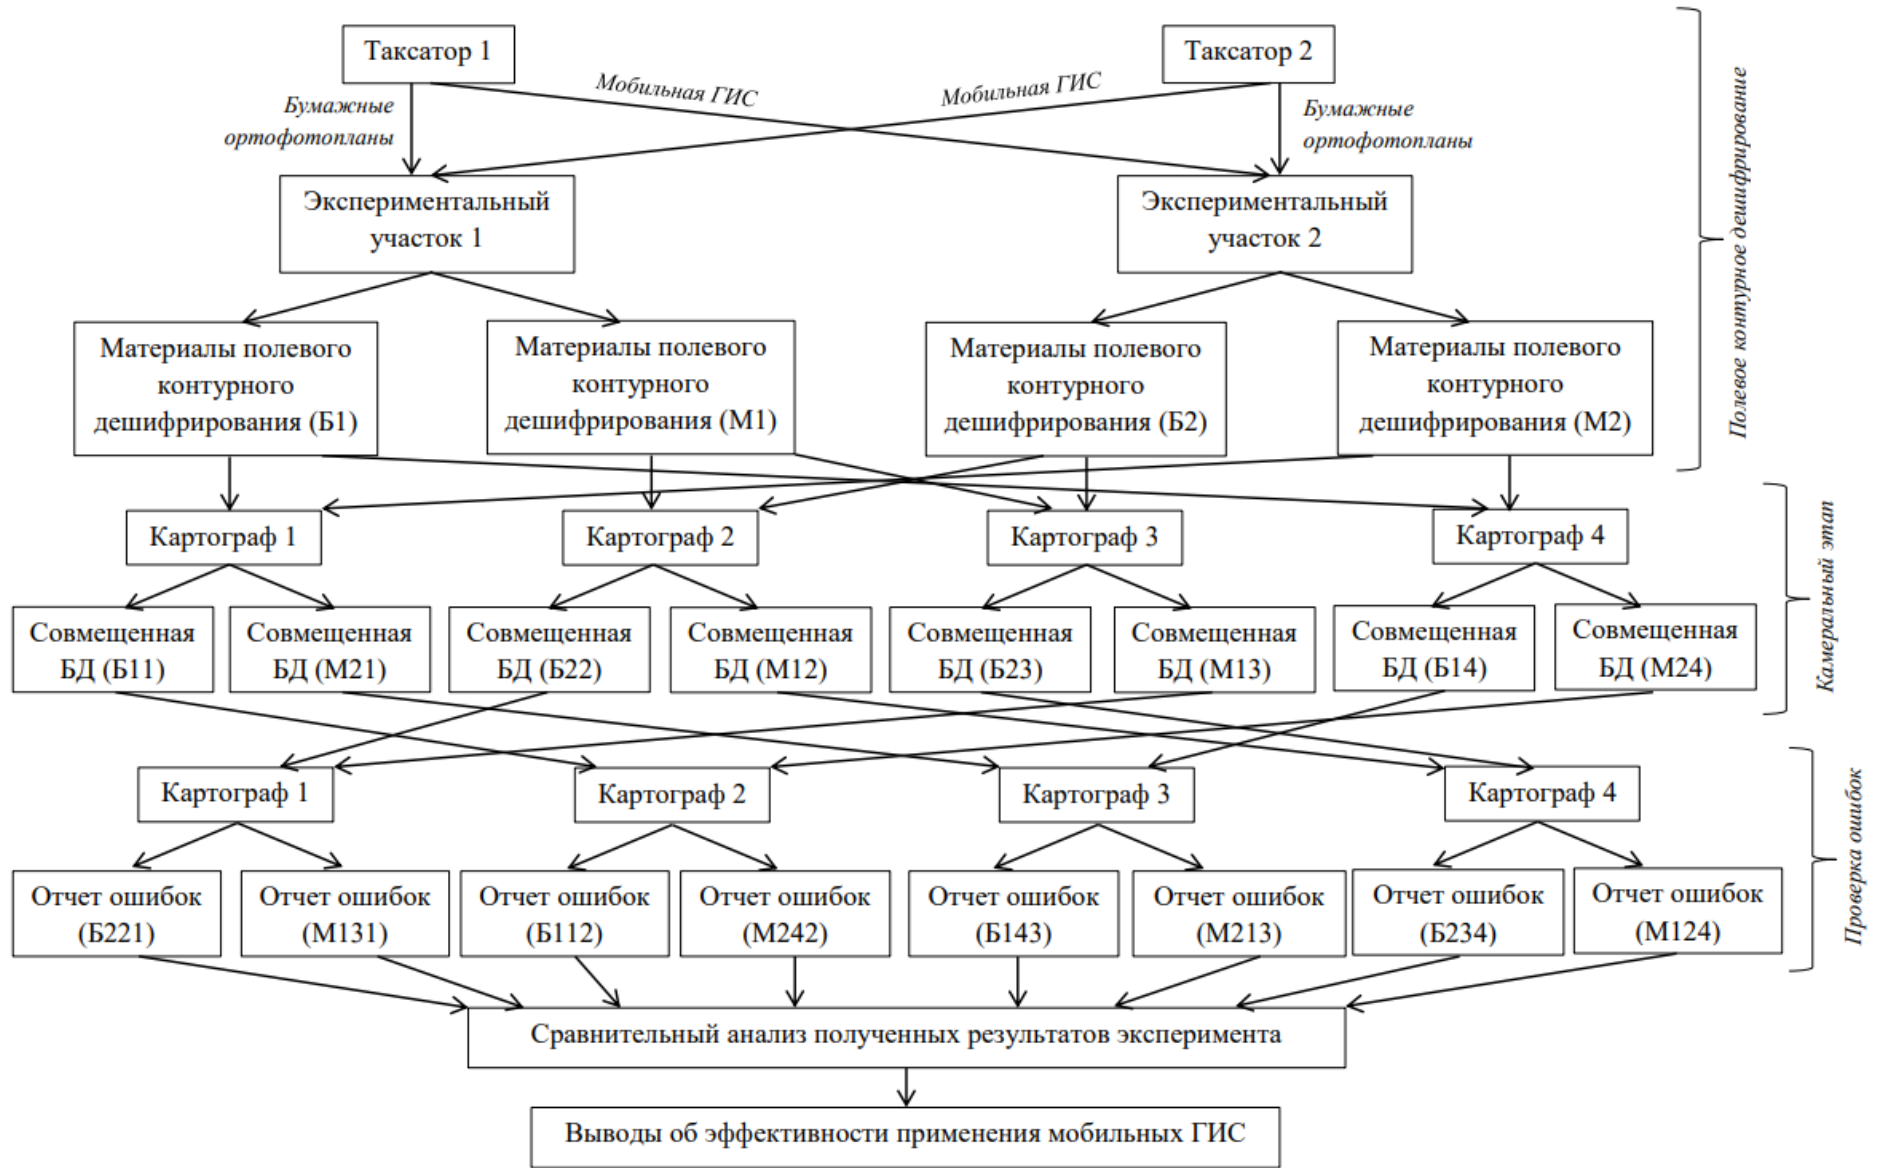 Таксатор 1
Таксатор 2
Мобильная ГИС
Мобильная ГИС
Бумажные
ортофотопланы
Бумажные
ортофотопланы
Экспериментальный
участок 1
Экспериментальный
участок 2
Полевое контурное дешифрирование
Материалы полевого
контурного
дешифрирования (Б1)
Материалы полевого
контурного
дешифрирования (М1)
Материалы полевого
контурного
дешифрирования (Б2)
Материалы полевого
контурного
дешифрирования (М2)
Картограф 1
Картограф 2
Картограф 3
Картограф 4
Камеральный этап
Совмещенная
БД (Б11)
Совмещенная
БД (М21)
Совмещенная
БД (Б22)
Совмещенная
БД (М12)
Совмещенная
БД (Б23)
Совмещенная
БД (М13)
Совмещенная
БД (Б14)
Совмещенная
БД (М24)
Картограф 1
Картограф 2
Картограф 3
Картограф 4
Проверка ошибок
Отчет ошибок
(Б221)
Отчет ошибок
(М131)
Отчет ошибок
(Б112)
Отчет ошибок
(М242)
Отчет ошибок
(Б143)
Отчет ошибок
(М213)
Отчет ошибок
(Б234)
Отчет ошибок
(М124)
Сравнительный анализ полученных результатов эксперимента
Выводы об эффективности применения мобильных ГИС